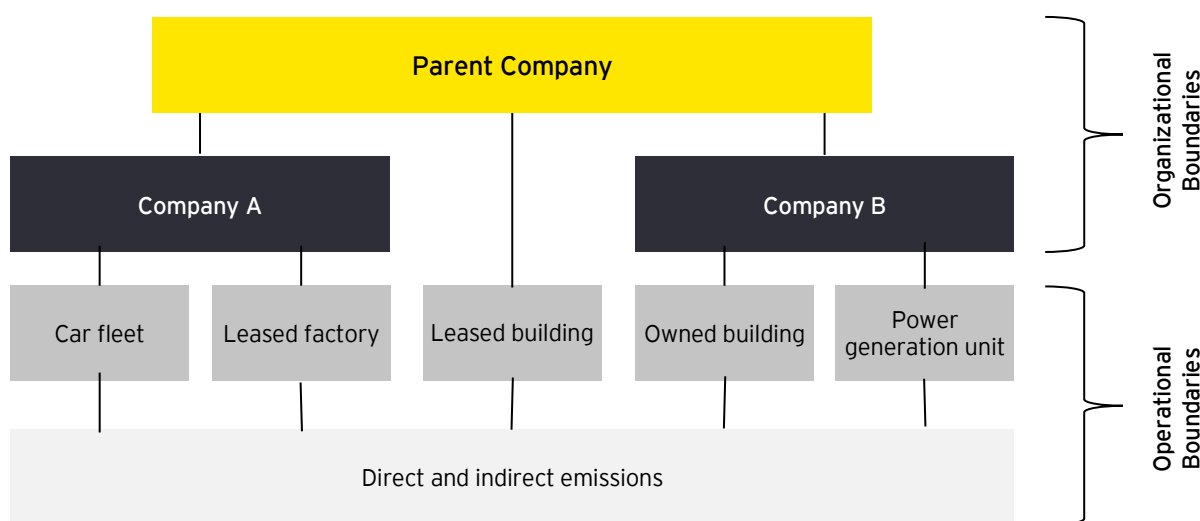 Parent Company
Organizational
Boundaries
Company A
Company B
Car fleet
Leased factory
Leased building
Owned building
Power
generation unit
Operational
Boundaries
Direct and indirect emissions